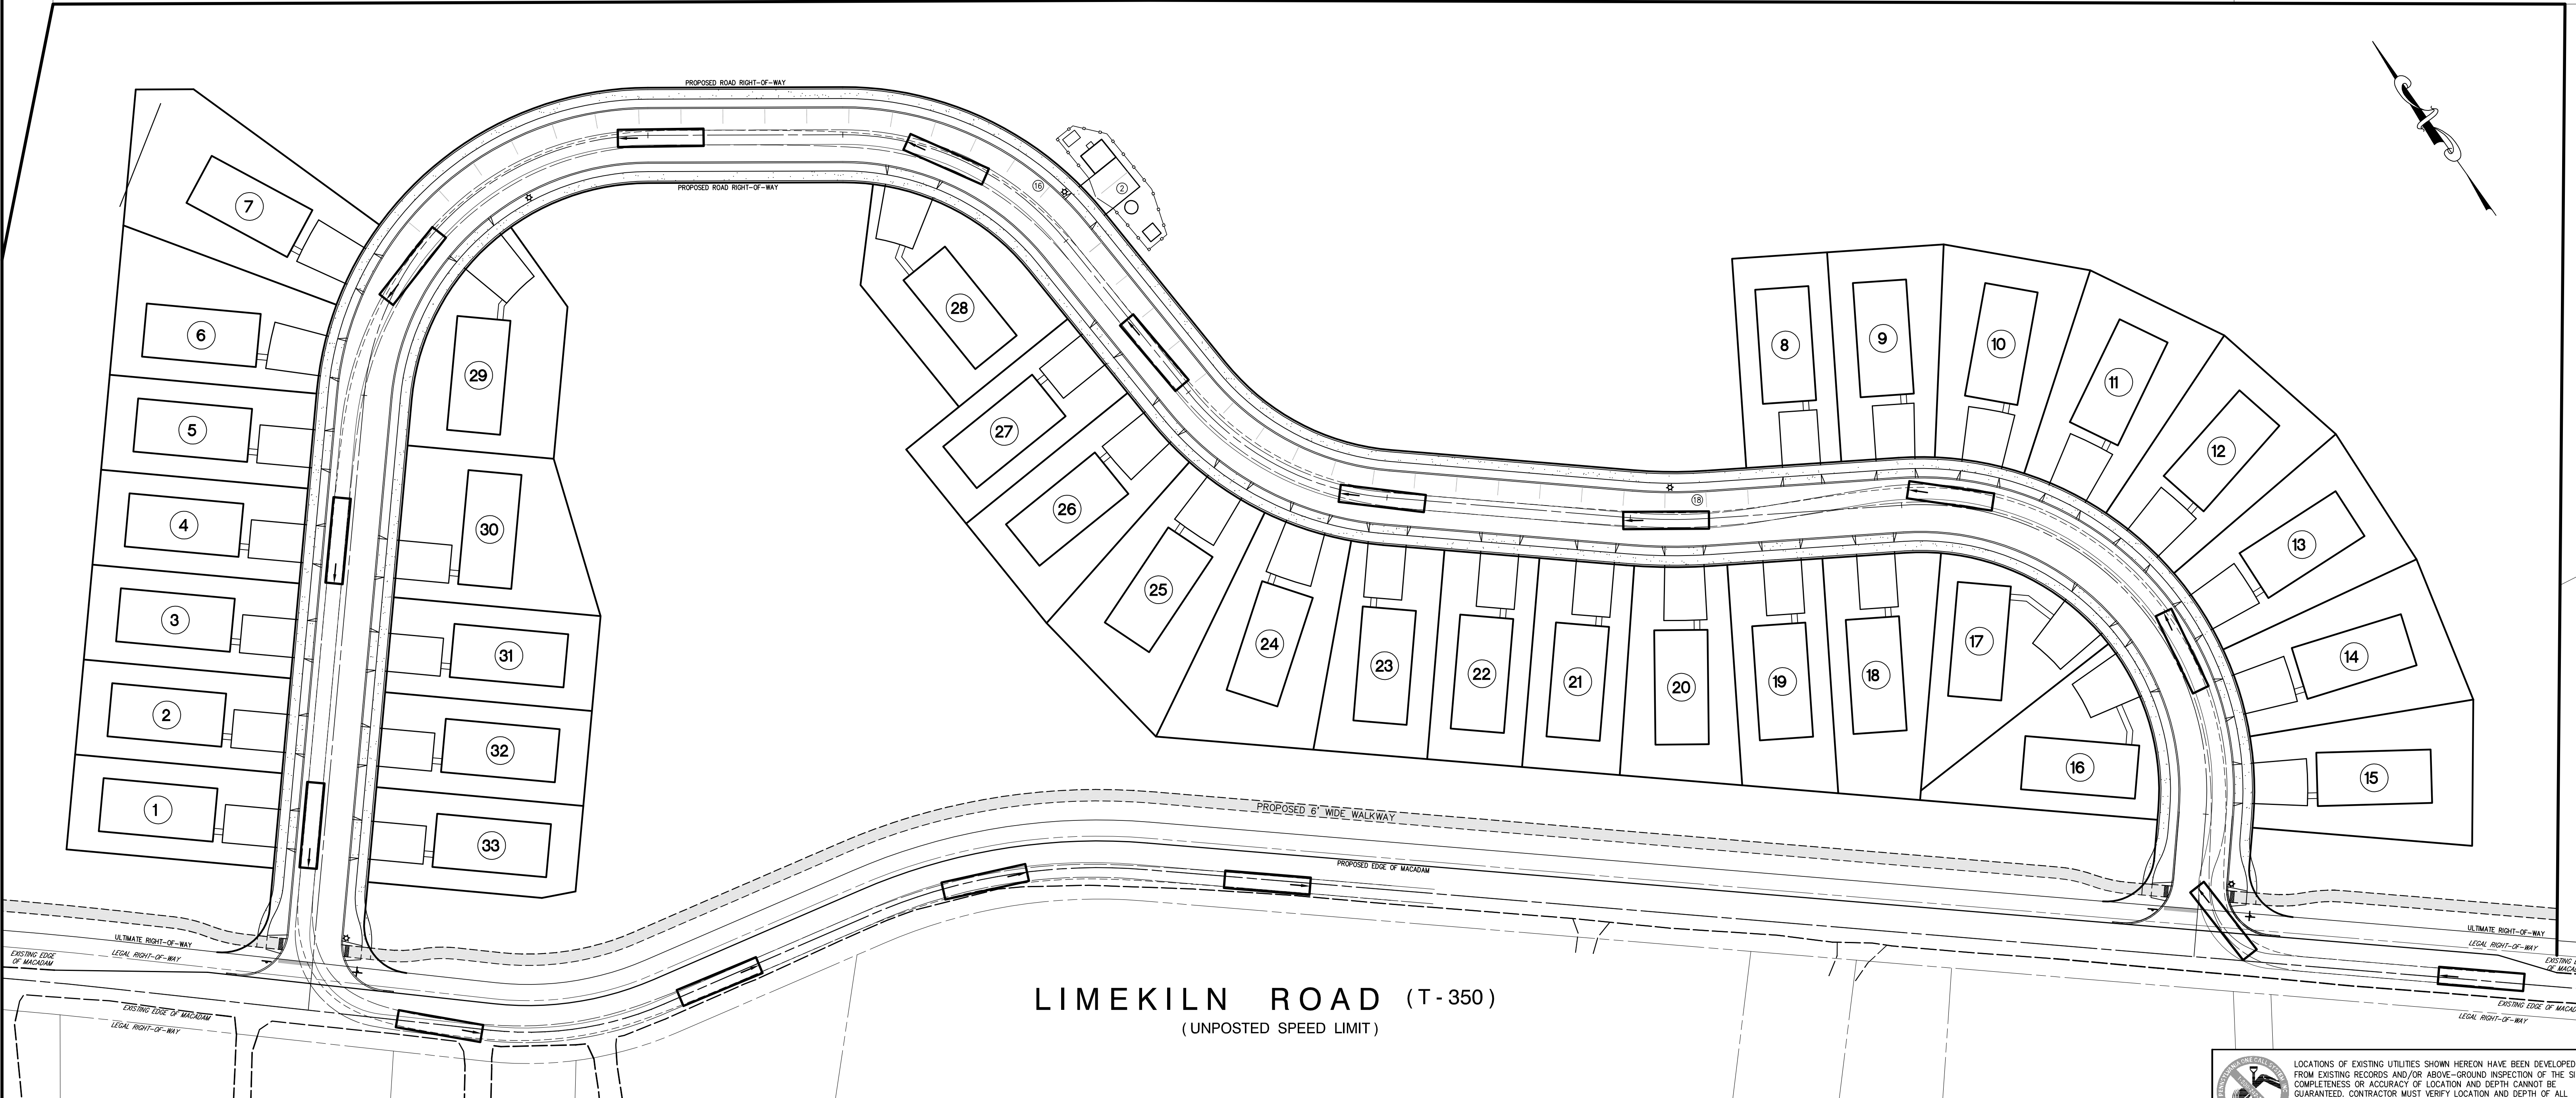 PROPOSED ROAD RIGHT-OF-WAY
PROPOSED ROAD RIGHT-OF-WAY
16
2
7
6
5
4
3
2
1
29
30
31
32
33
28
27
26
25
24
23
22
21
20
19
18
17
16
18
8
9
10
11
12
13
14
15
PROPOSED 6' WIDE WALKWAY
PROPOSED EDGE OF MACADAM
ULTIMATE RIGHT-OF-WAY
LEGAL RIGHT-OF-WAY
EXISTING EDGE
OF MACADAM
EXISTING EDGE OF MACADAM
LEGAL RIGHT-OF-WAY
LIMEKILN ROAD (T-350)
(UNPOSTED SPEED LIMIT)
ULTIMATE RIGHT-OF-WAY
LEGAL RIGHT-OF-WAY
EXISTING
OF
EXISTING EDGE OF
LEGAL RIGHT-OF-WAY
LOCATIONS OF EXISTING UTILITIES SHOWN HEREON HAVE BEEN DEVELOPED
FROM EXISTING RECORDS AND/OR ABOVE-GROUND INSPECTION OF THE
COMPLETENESS OR ACCURACY OF LOCATION AND DEPTH CANNOT BE
GUARANTEED. CONTRACTOR MUST VERIFY LOCATION AND DEPTH OF ALL